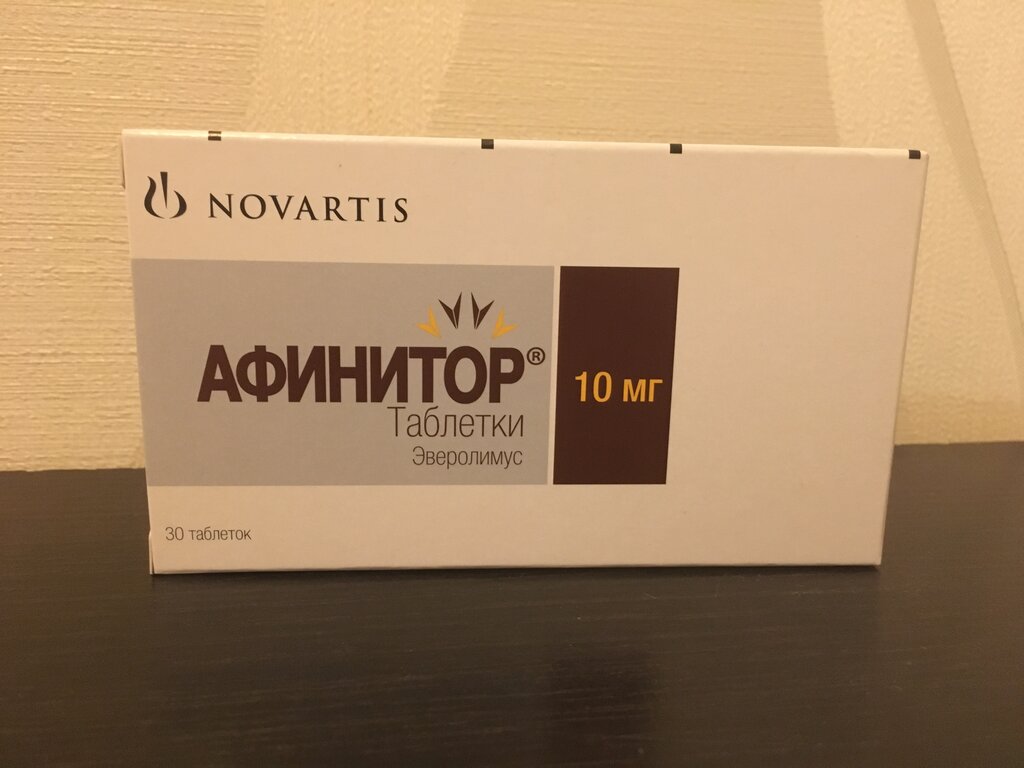 NOVARTIS
АФИНИТОР®
10 мг
Таблетки
Эверолимус
30 таблеток